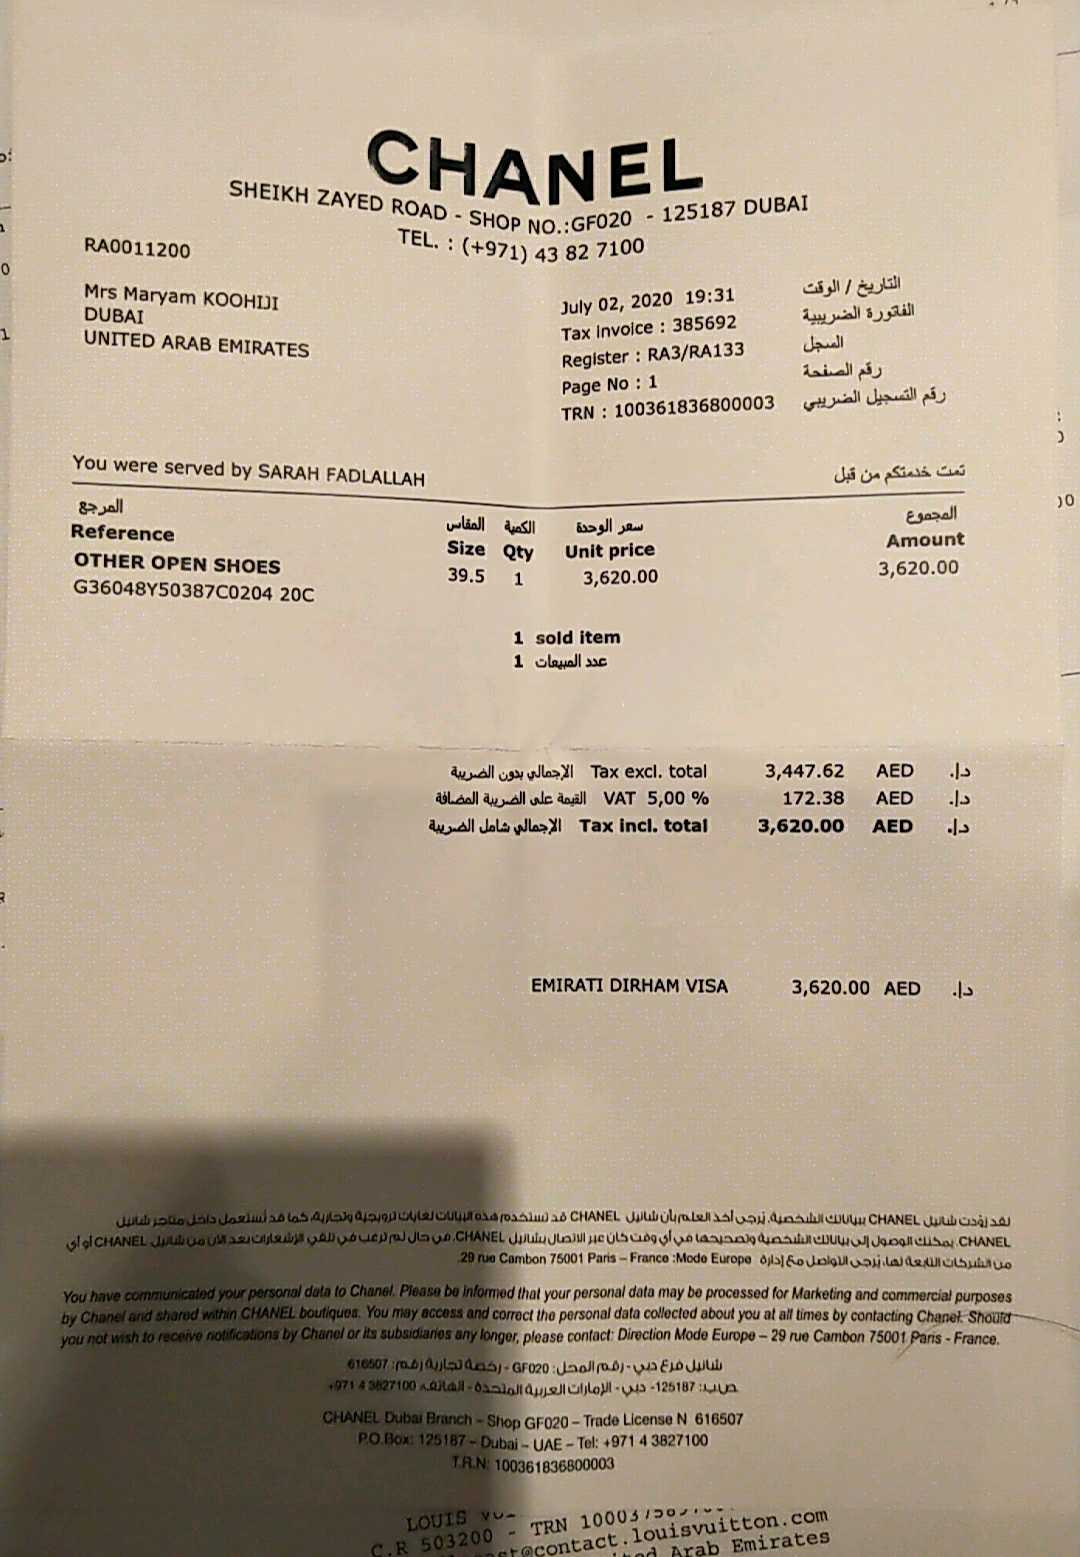 CHANEL
SHEIKH ZAYED ROAD - SHOP NO.:GF020 - 125187 DUBAI
TEL. : (+971) 43 82 7100
RA0011200
Mrs Maryam KOOHIJI
DUBAI
UNITED ARAB EMIRATES
July 02, 2020 19:31 التاريخ / الوقت
Tax invoice : 385692 الفاتورة الضريبية
Register : RA3/RA133 السجل
Page No : 1 رقم الصفحة
TRN : 100361836800003 رقم التسجيل الضريبي
You were served by SARAH FADLALLAH تمت خدمتكم من قبل
المرجع المقاس الكمية سعر الوحدة المجموع
Reference Size Qty Unit price Amount
OTHER OPEN SHOES 39.5 1 3,620.00 3,620.00
G36048Y50387C0204 20C
1 sold item
1 عدد المبيعات
الإجمالي بدون الضريبة Tax excl. total 3,447.62 AED د.إ.
القيمة على الضريبة المضافة VAT 5,00 % 172.38 AED د.إ.
الإجمالي شامل الضريبة Tax incl. total 3,620.00 AED د.إ.
EMIRATI DIRHAM VISA 3,620.00 AED د.إ.
لقد زوّدت شانيل CHANEL ببياناتك الشخصية. يُرجى أخذ العلم بأن شانيل CHANEL قد تستخدم هذه البيانات لغايات ترويجية وتجارية، كما قد تُستعمل داخل متاجر شانيل
CHANEL. يمكنك الوصول إلى بياناتك الشخصية وتصحيحها في أي وقت كان عبر الاتصال بشانيل CHANEL. في حال لم ترغب في تلقي الإشعارات بعد الآن من شانيل CHANEL أو أي
من الشركات التابعة لها، يُرجى التواصل مع إدارة Mode Europe: 29 rue Cambon 75001 Paris – France.
You have communicated your personal data to Chanel. Please be informed that your personal data may be processed for Marketing and commercial purposes
by Chanel and shared within CHANEL boutiques. You may access and correct the personal data collected about you at all times by contacting Chanel. Should
you not wish to receive notifications by Chanel or its subsidiaries any longer, please contact: Direction Mode Europe – 29 rue Cambon 75001 Paris - France.
شانيل فرع دبي - رقم المحل: GF020 - رخصة تجارية رقم: 616507
ص.ب: 125187- دبي - الإمارات العربية المتحدة - الهاتف: 3827100 4 971+
CHANEL Dubai Branch – Shop GF020 – Trade License N 616507
P.O.Box: 125187 – Dubai – UAE – Tel: +971 4 3827100
T.R.N: 100361836800003
LOUIS
C.R 503200 - TRN
@contact.louisvuitton.com
Arab Emirates